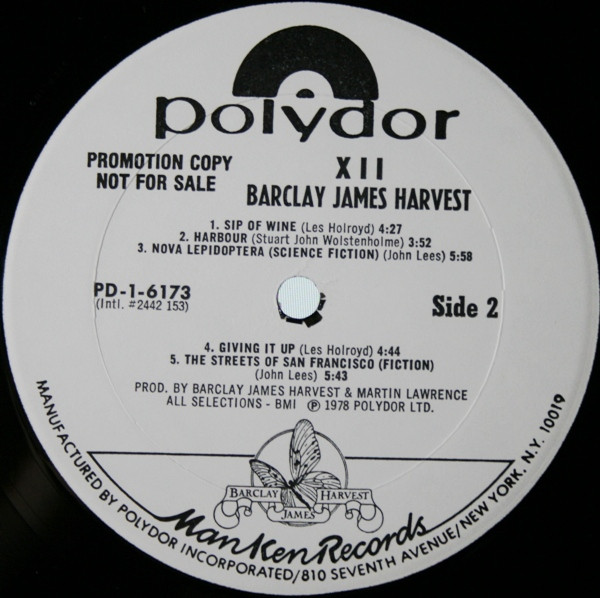 polydor
PROMOTION COPY
NOT FOR SALE
XII
BARCLAY JAMES HARVEST
1. SIP OF WINE (Les Holroyd) 4:27
2. HARBOUR (Stuart John Wolstenholme) 3:52
3. NOVA LEPIDOPTERA (SCIENCE FICTION) (John Lees) 5:58
PD-1-6173
(Intl. #2442 153)
Side 2
4. GIVING IT UP (Les Holroyd) 4:44
5. THE STREETS OF SAN FRANCISCO (FICTION)
(John Lees) 5:43
PROD. BY BARCLAY JAMES HARVEST & MARTIN LAWRENCE
ALL SELECTIONS - BMI ℗ 1978 POLYDOR LTD.
BARCLAY JAMES HARVEST
ManKen Records
MANUFACTURED BY POLYDOR INCORPORATED/810 SEVENTH AVENUE/NEW YORK, N.Y. 10019